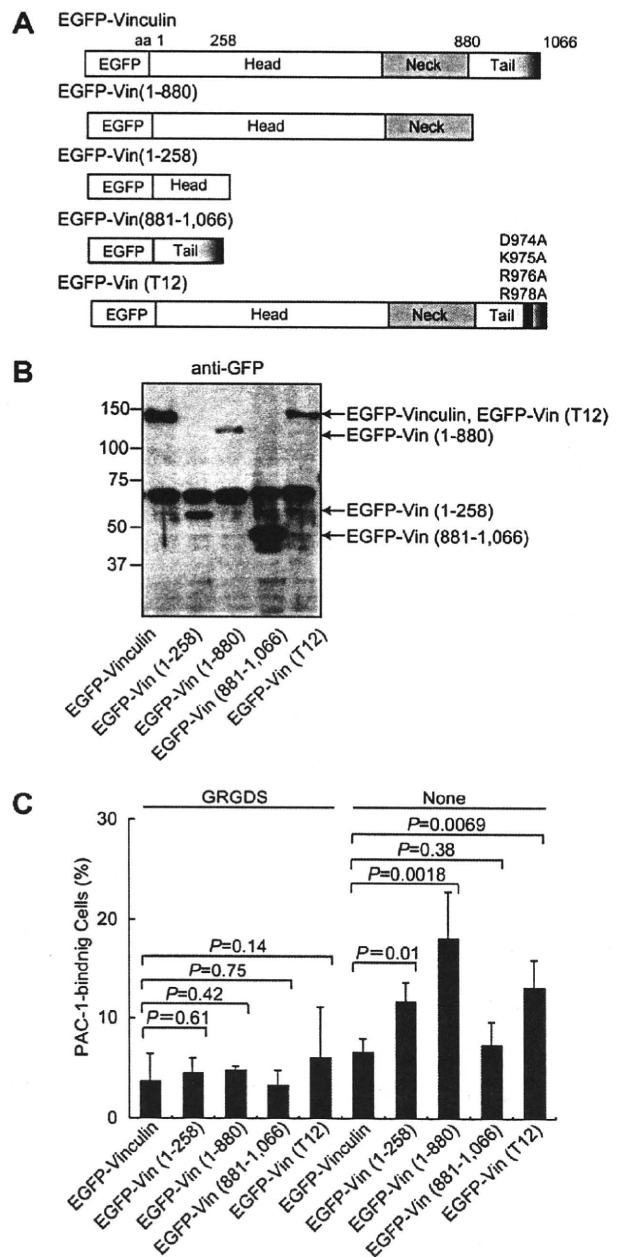 A
EGFP-Vinculin
aa 1 258 880 1066
EGFP Head Neck Tail
EGFP-Vin(1-880)
EGFP Head Neck
EGFP-Vin(1-258)
EGFP Head
EGFP-Vin(881-1,066)
EGFP Tail
D974A
K975A
R976A
R978A
EGFP-Vin (T12)
EGFP Head Neck Tail
B
anti-GFP
150
100
75
50
37
EGFP-Vinculin, EGFP-Vin (T12)
EGFP-Vin (1-880)
EGFP-Vin (1-258)
EGFP-Vin (881-1,066)
EGFP-Vinculin
EGFP-Vin (1-258)
EGFP-Vin (1-880)
EGFP-Vin (881-1,066)
EGFP-Vin (T12)
C
GRGDS None
PAC-1-bindnig Cells (%)
30
20
10
0
P=0.14
P=0.75
P=0.42
P=0.61
P=0.0069
P=0.38
P=0.0018
P=0.01
EGFP-Vinculin
EGFP-Vin (1-258)
EGFP-Vin (1-880)
EGFP-Vin (881-1,066)
EGFP-Vin (T12)
EGFP-Vinculin
EGFP-Vin (1-258)
EGFP-Vin (1-880)
EGFP-Vin (881-1,066)
EGFP-Vin (T12)